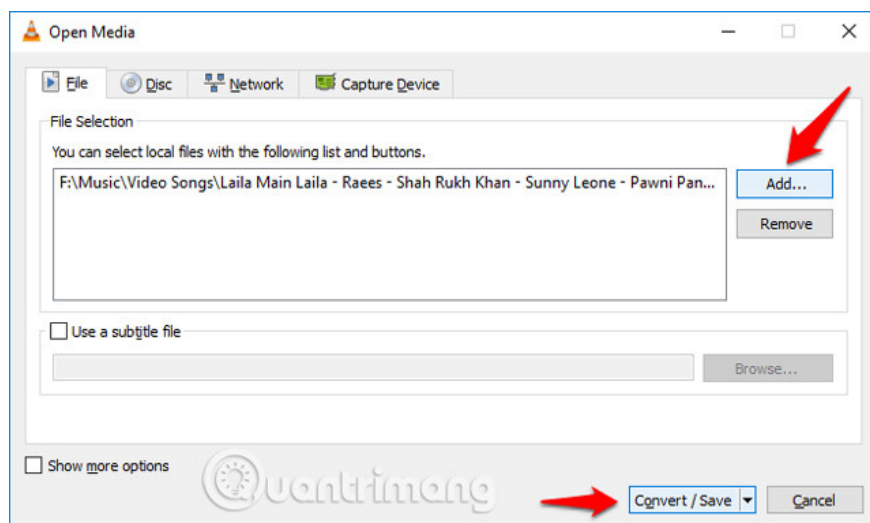 Open Media
File Disc Network Capture Device
File Selection
You can select local files with the following list and buttons.
F:\Music\Video Songs\Laila Main Laila - Raees - Shah Rukh Khan - Sunny Leone - Pawni Pan...
Add...
Remove
Use a subtitle file
Browse...
Show more options
Quantrimang
Convert / Save
Cancel